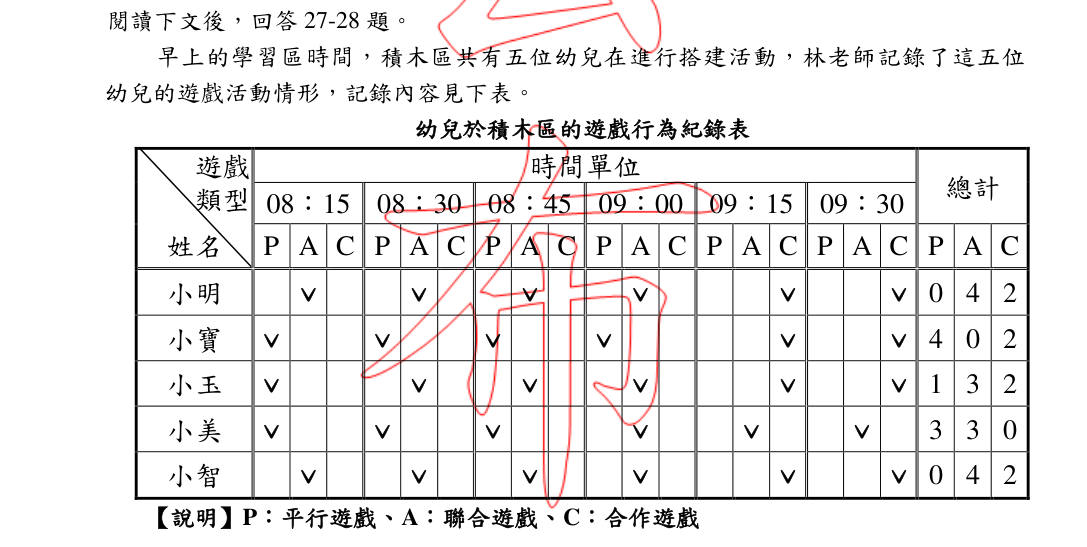 閱讀下文後，回答 27-28 題。
早上的學習區時間，積木區共有五位幼兒在進行搭建活動，林老師記錄了這五位
幼兒的遊戲活動情形，記錄內容見下表。
幼兒於積木區的遊戲行為紀錄表
遊戲類型 姓名 時間單位 總計
08：15 08：30 08：45 09：00 09：15 09：30
P A C P A C P A C P A C P A C P A C P A C
小明 ˅ ˅ ˅ ˅ ˅ ˅ 0 4 2
小寶 ˅ ˅ ˅ ˅ ˅ ˅ 4 0 2
小玉 ˅ ˅ ˅ ˅ ˅ ˅ 1 3 2
小美 ˅ ˅ ˅ ˅ ˅ ˅ 3 3 0
小智 ˅ ˅ ˅ ˅ ˅ ˅ 0 4 2
【說明】P：平行遊戲、A：聯合遊戲、C：合作遊戲
布